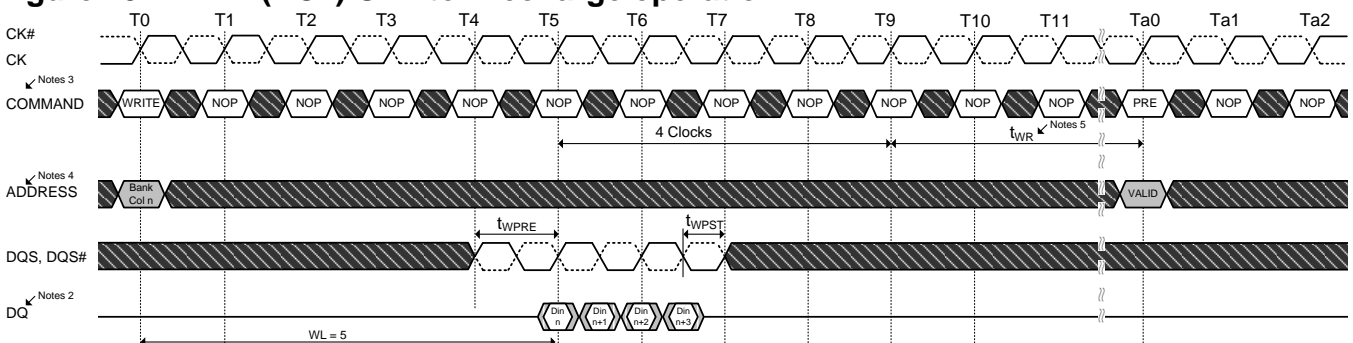 T0 T1 T2 T3 T4 T5 T6 T7 T8 T9 T10 T11 Ta0 Ta1 Ta2
CK#
CK
Notes 3
COMMAND WRITE NOP NOP NOP NOP NOP NOP NOP NOP NOP NOP NOP PRE NOP NOP
4 Clocks
tWR
Notes 5
Notes 4
ADDRESS
Bank
Col n
VALID
tWPRE
tWPST
DQS, DQS#
Notes 2
DQ
Din
n
Din
n+1
Din
n+2
Din
n+3
WL = 5